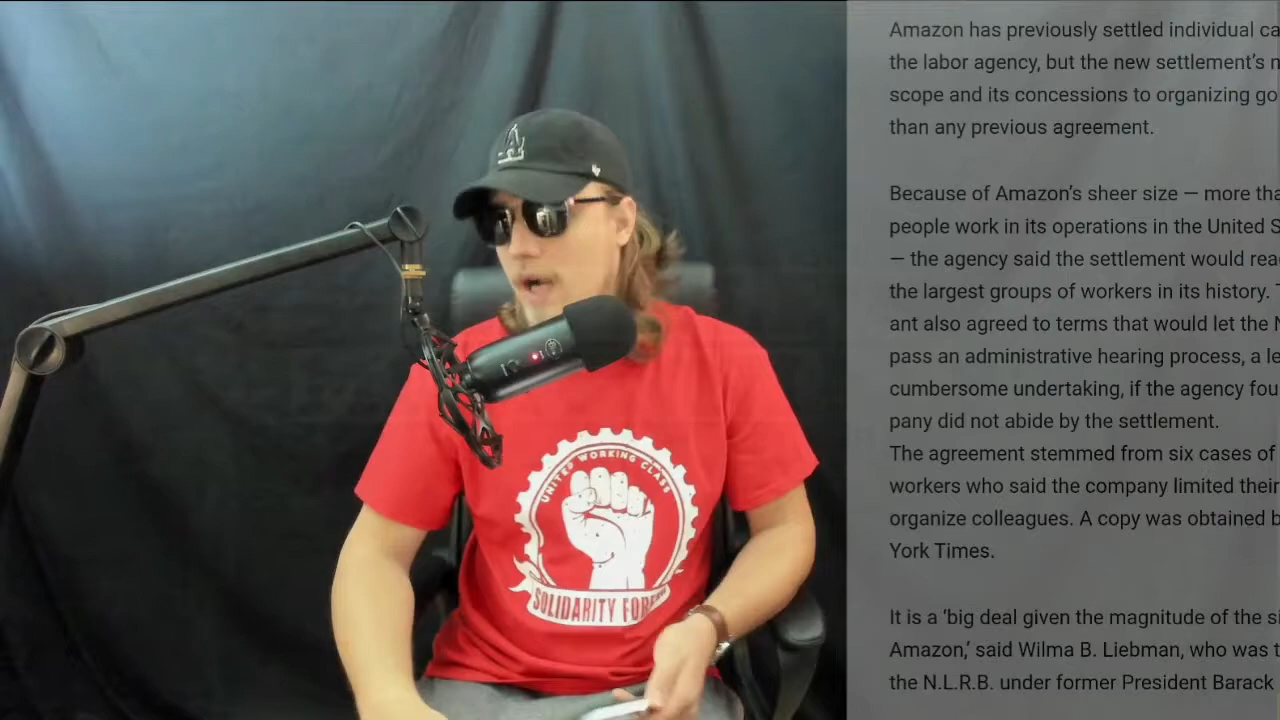 A
UNITED WORKING CLASS
SOLIDARITY
Amazon has previously settled individual
the labor agency, but the new settlement's
scope and its concessions to organizing
than any previous agreement.
Because of Amazon's sheer size — more
people work in its operations in the United
— the agency said the settlement would
the largest groups of workers in its history.
ant also agreed to terms that would let the
pass an administrative hearing process, a
cumbersome undertaking, if the agency
pany did not abide by the settlement.
The agreement stemmed from six cases of
workers who said the company limited their
organize colleagues. A copy was obtained
York Times.
It is a 'big deal given the magnitude of the
Amazon,' said Wilma B. Liebman, who was
the N.L.R.B. under former President Barack